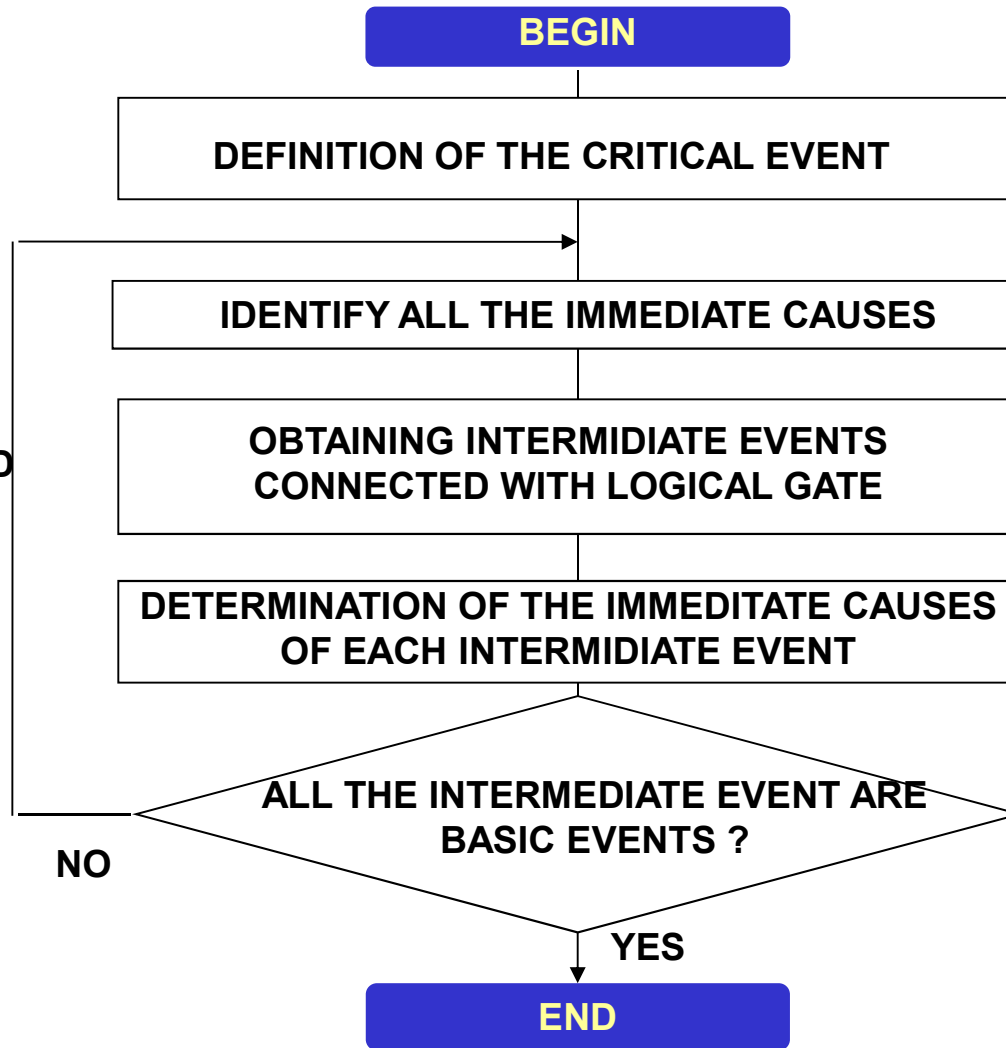 BEGIN
DEFINITION OF THE CRITICAL EVENT
IDENTIFY ALL THE IMMEDIATE CAUSES
OBTAINING INTERMIDIATE EVENTS
CONNECTED WITH LOGICAL GATE
DETERMINATION OF THE IMMEDITATE CAUSES
OF EACH INTERMIDIATE EVENT
ALL THE INTERMEDIATE EVENT ARE
BASIC EVENTS ?
NO
YES
END